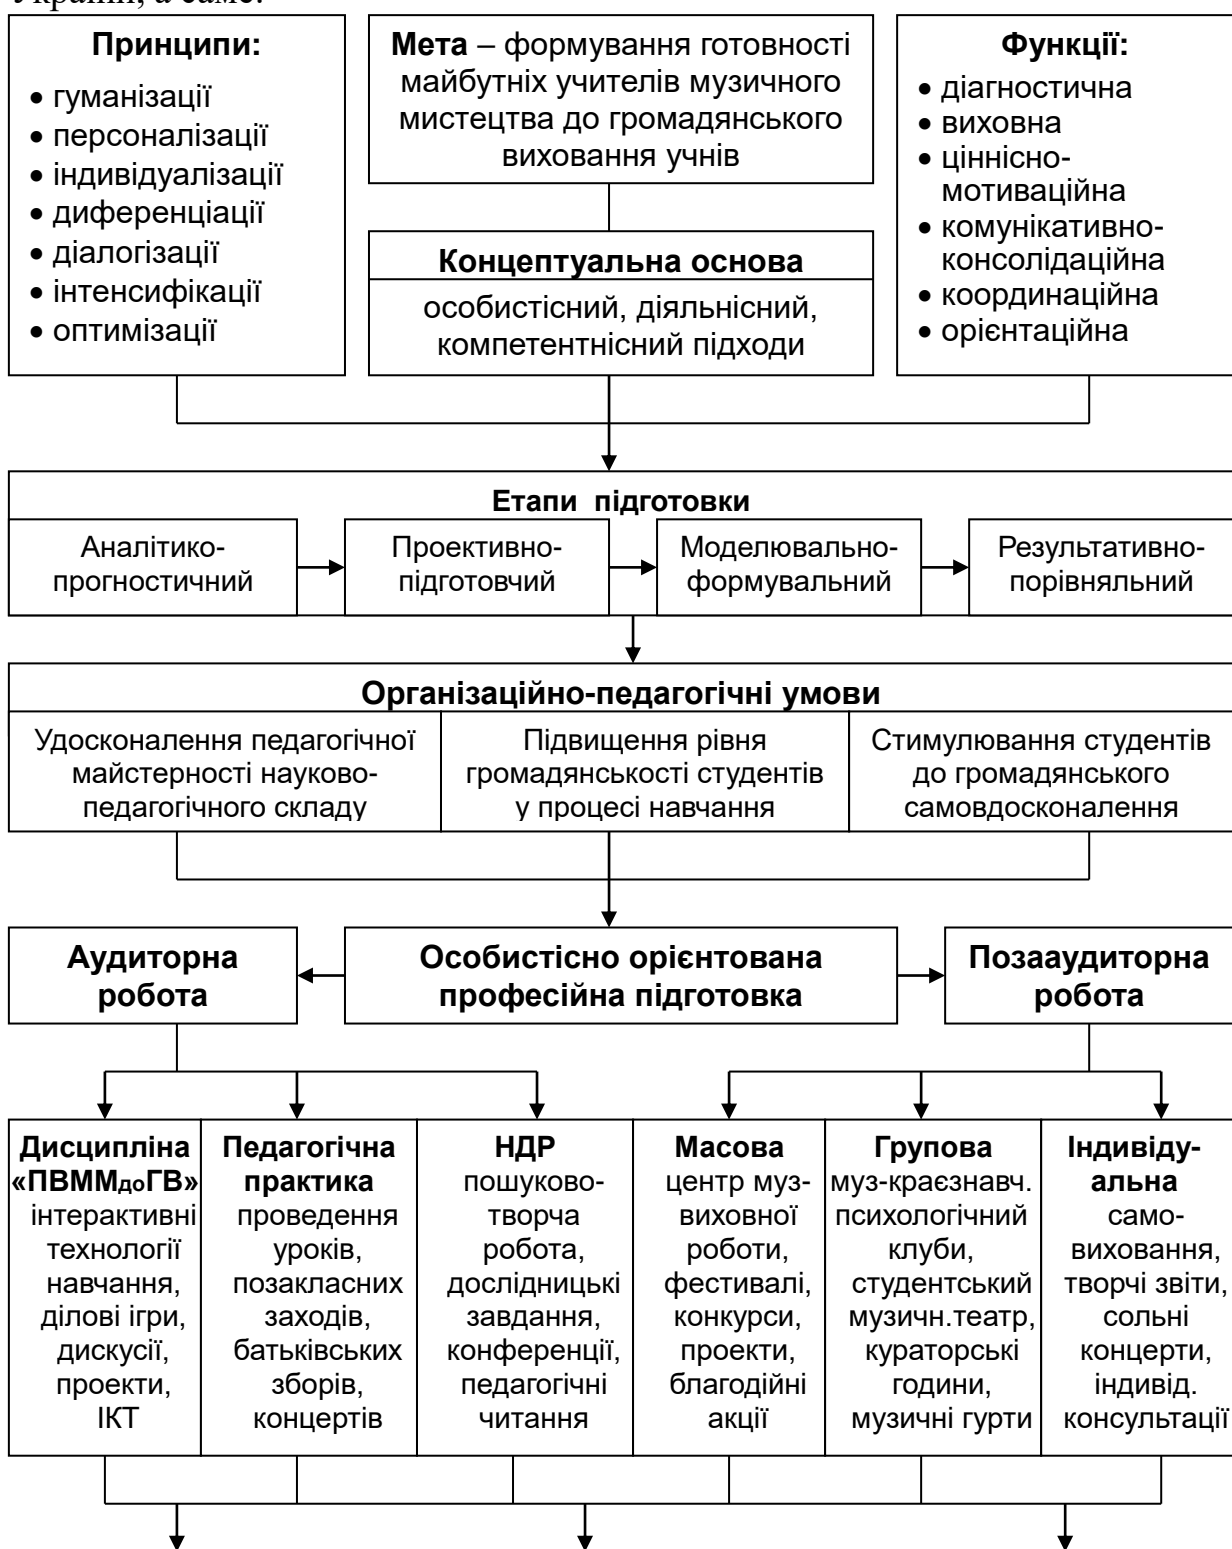 України, а саме:
Принципи:
• гуманізації
• персоналізації
• індивідуалізації
• диференціації
• діалогізації
• інтенсифікації
• оптимізації
Мета – формування готовності
майбутніх учителів музичного
мистецтва до громадянського
виховання учнів
Концептуальна основа
особистісний, діяльнісний,
компетентнісний підходи
Функції:
• діагностична
• виховна
• ціннісно-
мотиваційна
• комунікативно-
консолідаційна
• координаційна
• орієнтаційна
Етапи підготовки
Аналітико-
прогностичний
Проективно-
підготовчий
Моделювально-
формувальний
Результативно-
порівняльний
Організаційно-педагогічні умови
Удосконалення педагогічної
майстерності науково-
педагогічного складу
Підвищення рівня
громадянськості студентів
у процесі навчання
Стимулювання студентів
до громадянського
самовдосконалення
Аудиторна
робота
Особистісно орієнтована
професійна підготовка
Позааудиторна
робота
Дисципліна
«ПВММдоГВ»
інтерактивні
технології
навчання,
ділові ігри,
дискусії,
проекти,
ІКТ
Педагогічна
практика
проведення
уроків,
позакласних
заходів,
батьківських
зборів,
концертів
НДР
пошуково-
творча
робота,
дослідницькі
завдання,
конференції,
педагогічні
читання
Масова
центр муз-
виховної
роботи,
фестивалі,
конкурси,
проекти,
благодійні
акції
Групова
муз-краєзнавч.
психологічний
клуби,
студентський
музичн.театр,
кураторські
години,
музичні гурти
Індивіду-
альна
само-
виховання,
творчі звіти,
сольні
концерти,
індивід.
консультації